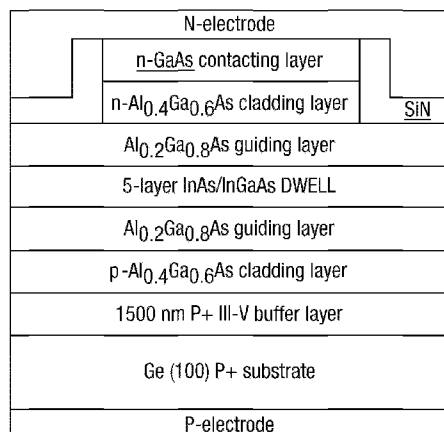 N-electrode
n-GaAs contacting layer
n-Al0.4Ga0.6As cladding layer
SiN
Al0.2Ga0.8As guiding layer
5-layer InAs/InGaAs DWELL
Al0.2Ga0.8As guiding layer
p-Al0.4Ga0.6As cladding layer
1500 nm P+ III-V buffer layer
Ge (100) P+ substrate
P-electrode